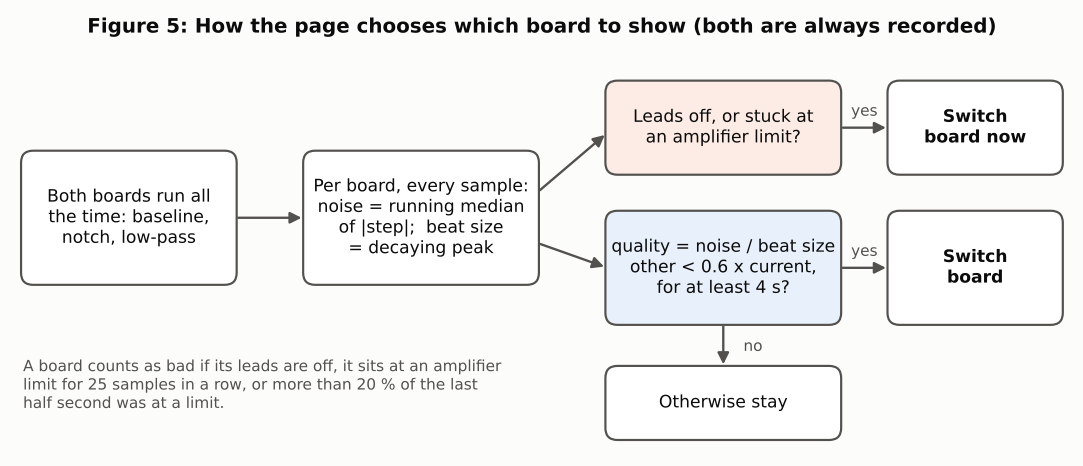 Figure 5: How the page chooses which board to show (both are always recorded)
Both boards run all
the time: baseline,
notch, low-pass
Per board, every sample:
noise = running median
of |step|;  beat size
= decaying peak
Leads off, or stuck at
an amplifier limit?
yes
Switch
board now
quality = noise / beat size
other < 0.6 x current,
for at least 4 s?
yes
Switch
board
no
Otherwise stay
A board counts as bad if its leads are off, it sits at an amplifier
limit for 25 samples in a row, or more than 20 % of the last
half second was at a limit.